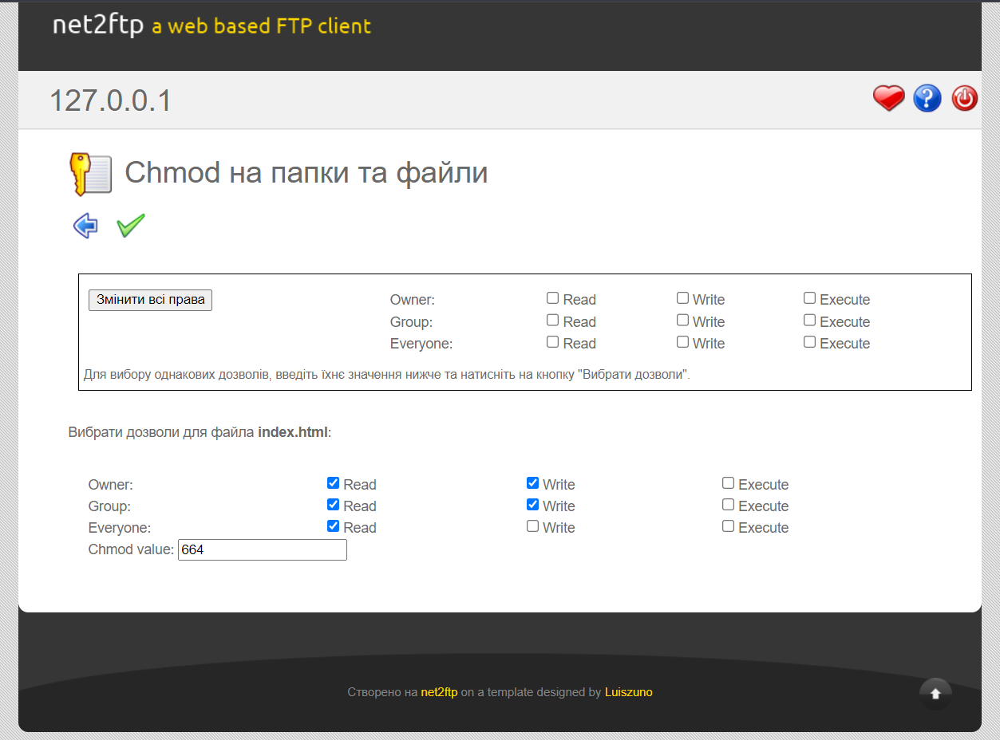 net2ftp a web based FTP client
127.0.0.1
Chmod на папки та файли
Змінити всі права Owner: Read Write Execute
Group: Read Write Execute
Everyone: Read Write Execute
Для вибору однакових дозволів, введіть їхнє значення нижче та натисніть на кнопку "Вибрати дозволи".
Вибрати дозволи для файла index.html:
Owner: Read Write Execute
Group: Read Write Execute
Everyone: Read Write Execute
Chmod value: 664
Створено на net2ftp on a template designed by Luiszuno